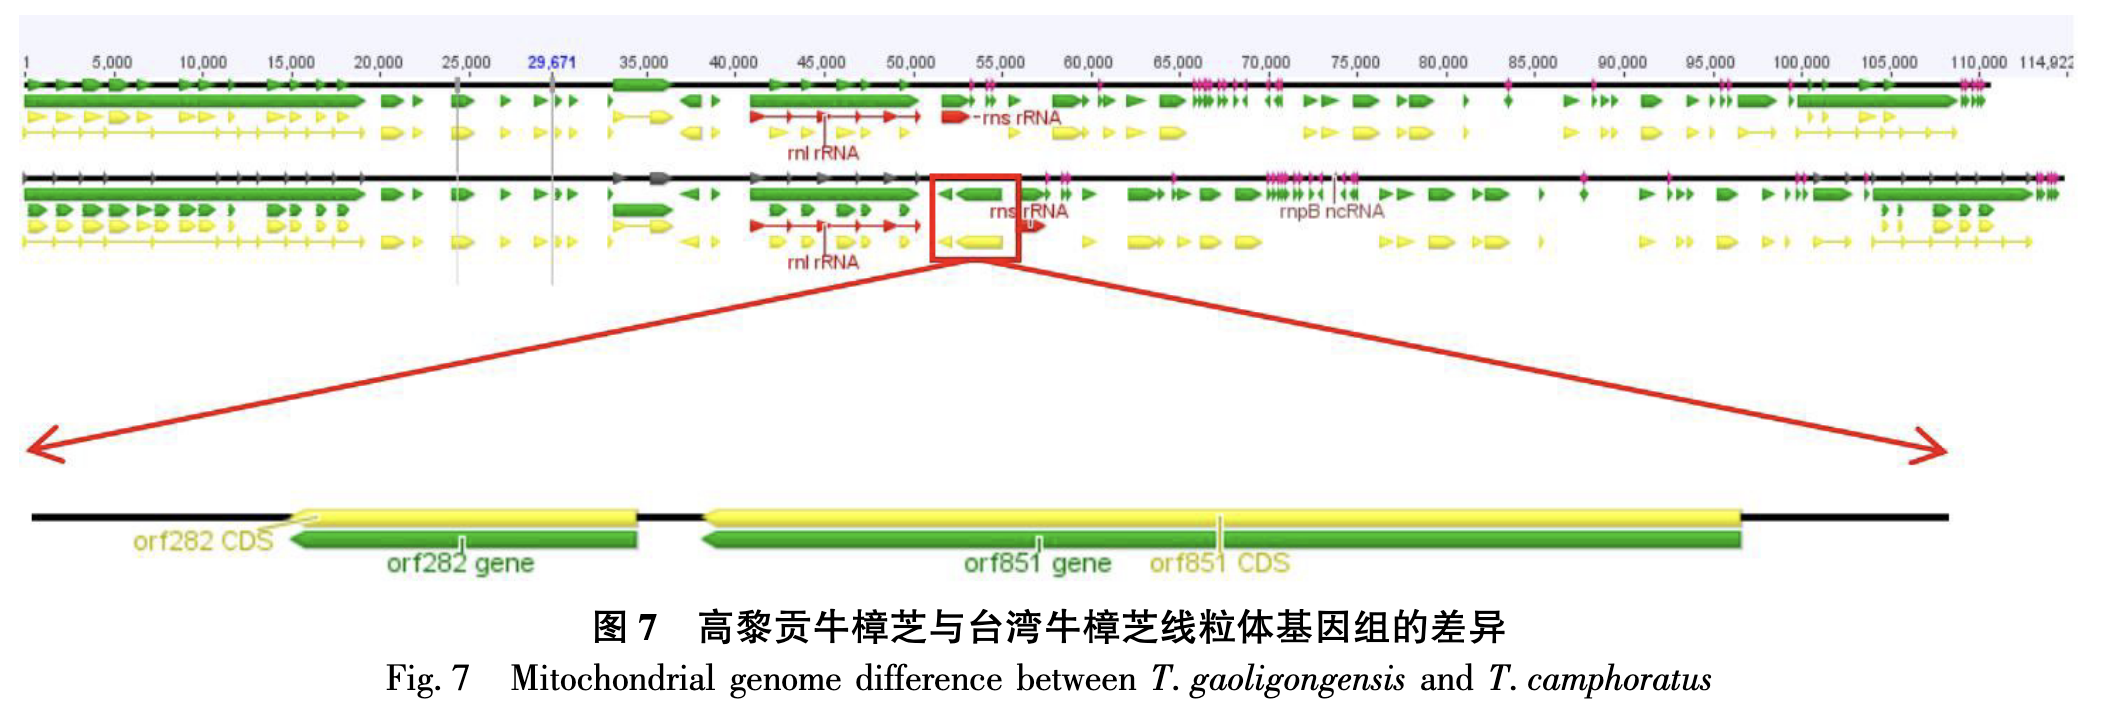 1 5,000 10,000 15,000 20,000 25,000 29,671 35,000 40,000 45,000 50,000 55,000 60,000 65,000 70,000 75,000 80,000 85,000 90,000 95,000 100,000 105,000 110,000 114,922
rns rRNA
rnl rRNA
rns rRNA
rnpB ncRNA
rnl rRNA
orf282 CDS
orf282 gene
orf851 gene
orf851 CDS
图 7 高黎贡牛樟芝与台湾牛樟芝线粒体基因组的差异
Fig. 7 Mitochondrial genome difference between T. gaoligongensis and T. camphoratus